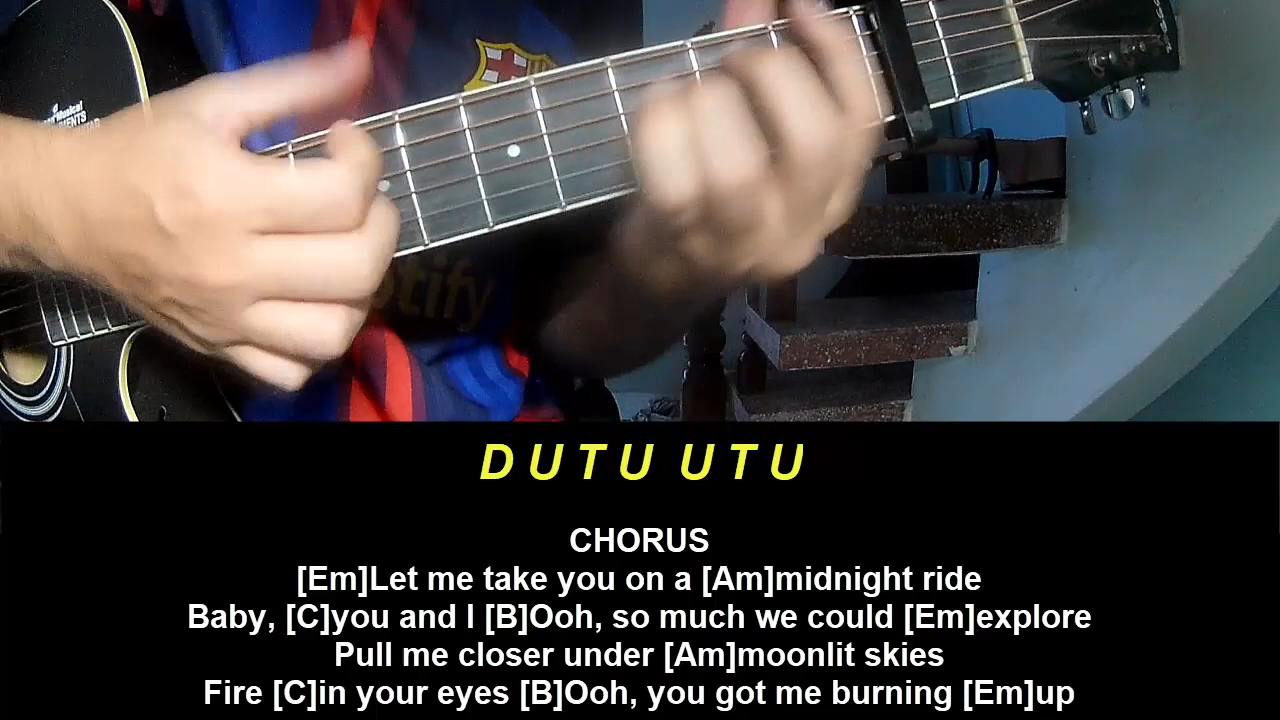 Musical
tify
D U T U U T U
CHORUS
[Em]Let me take you on a [Am]midnight ride
Baby, [C]you and I [B]Ooh, so much we could [Em]explore
Pull me closer under [Am]moonlit skies
Fire [C]in your eyes [B]Ooh, you got me burning [Em]up